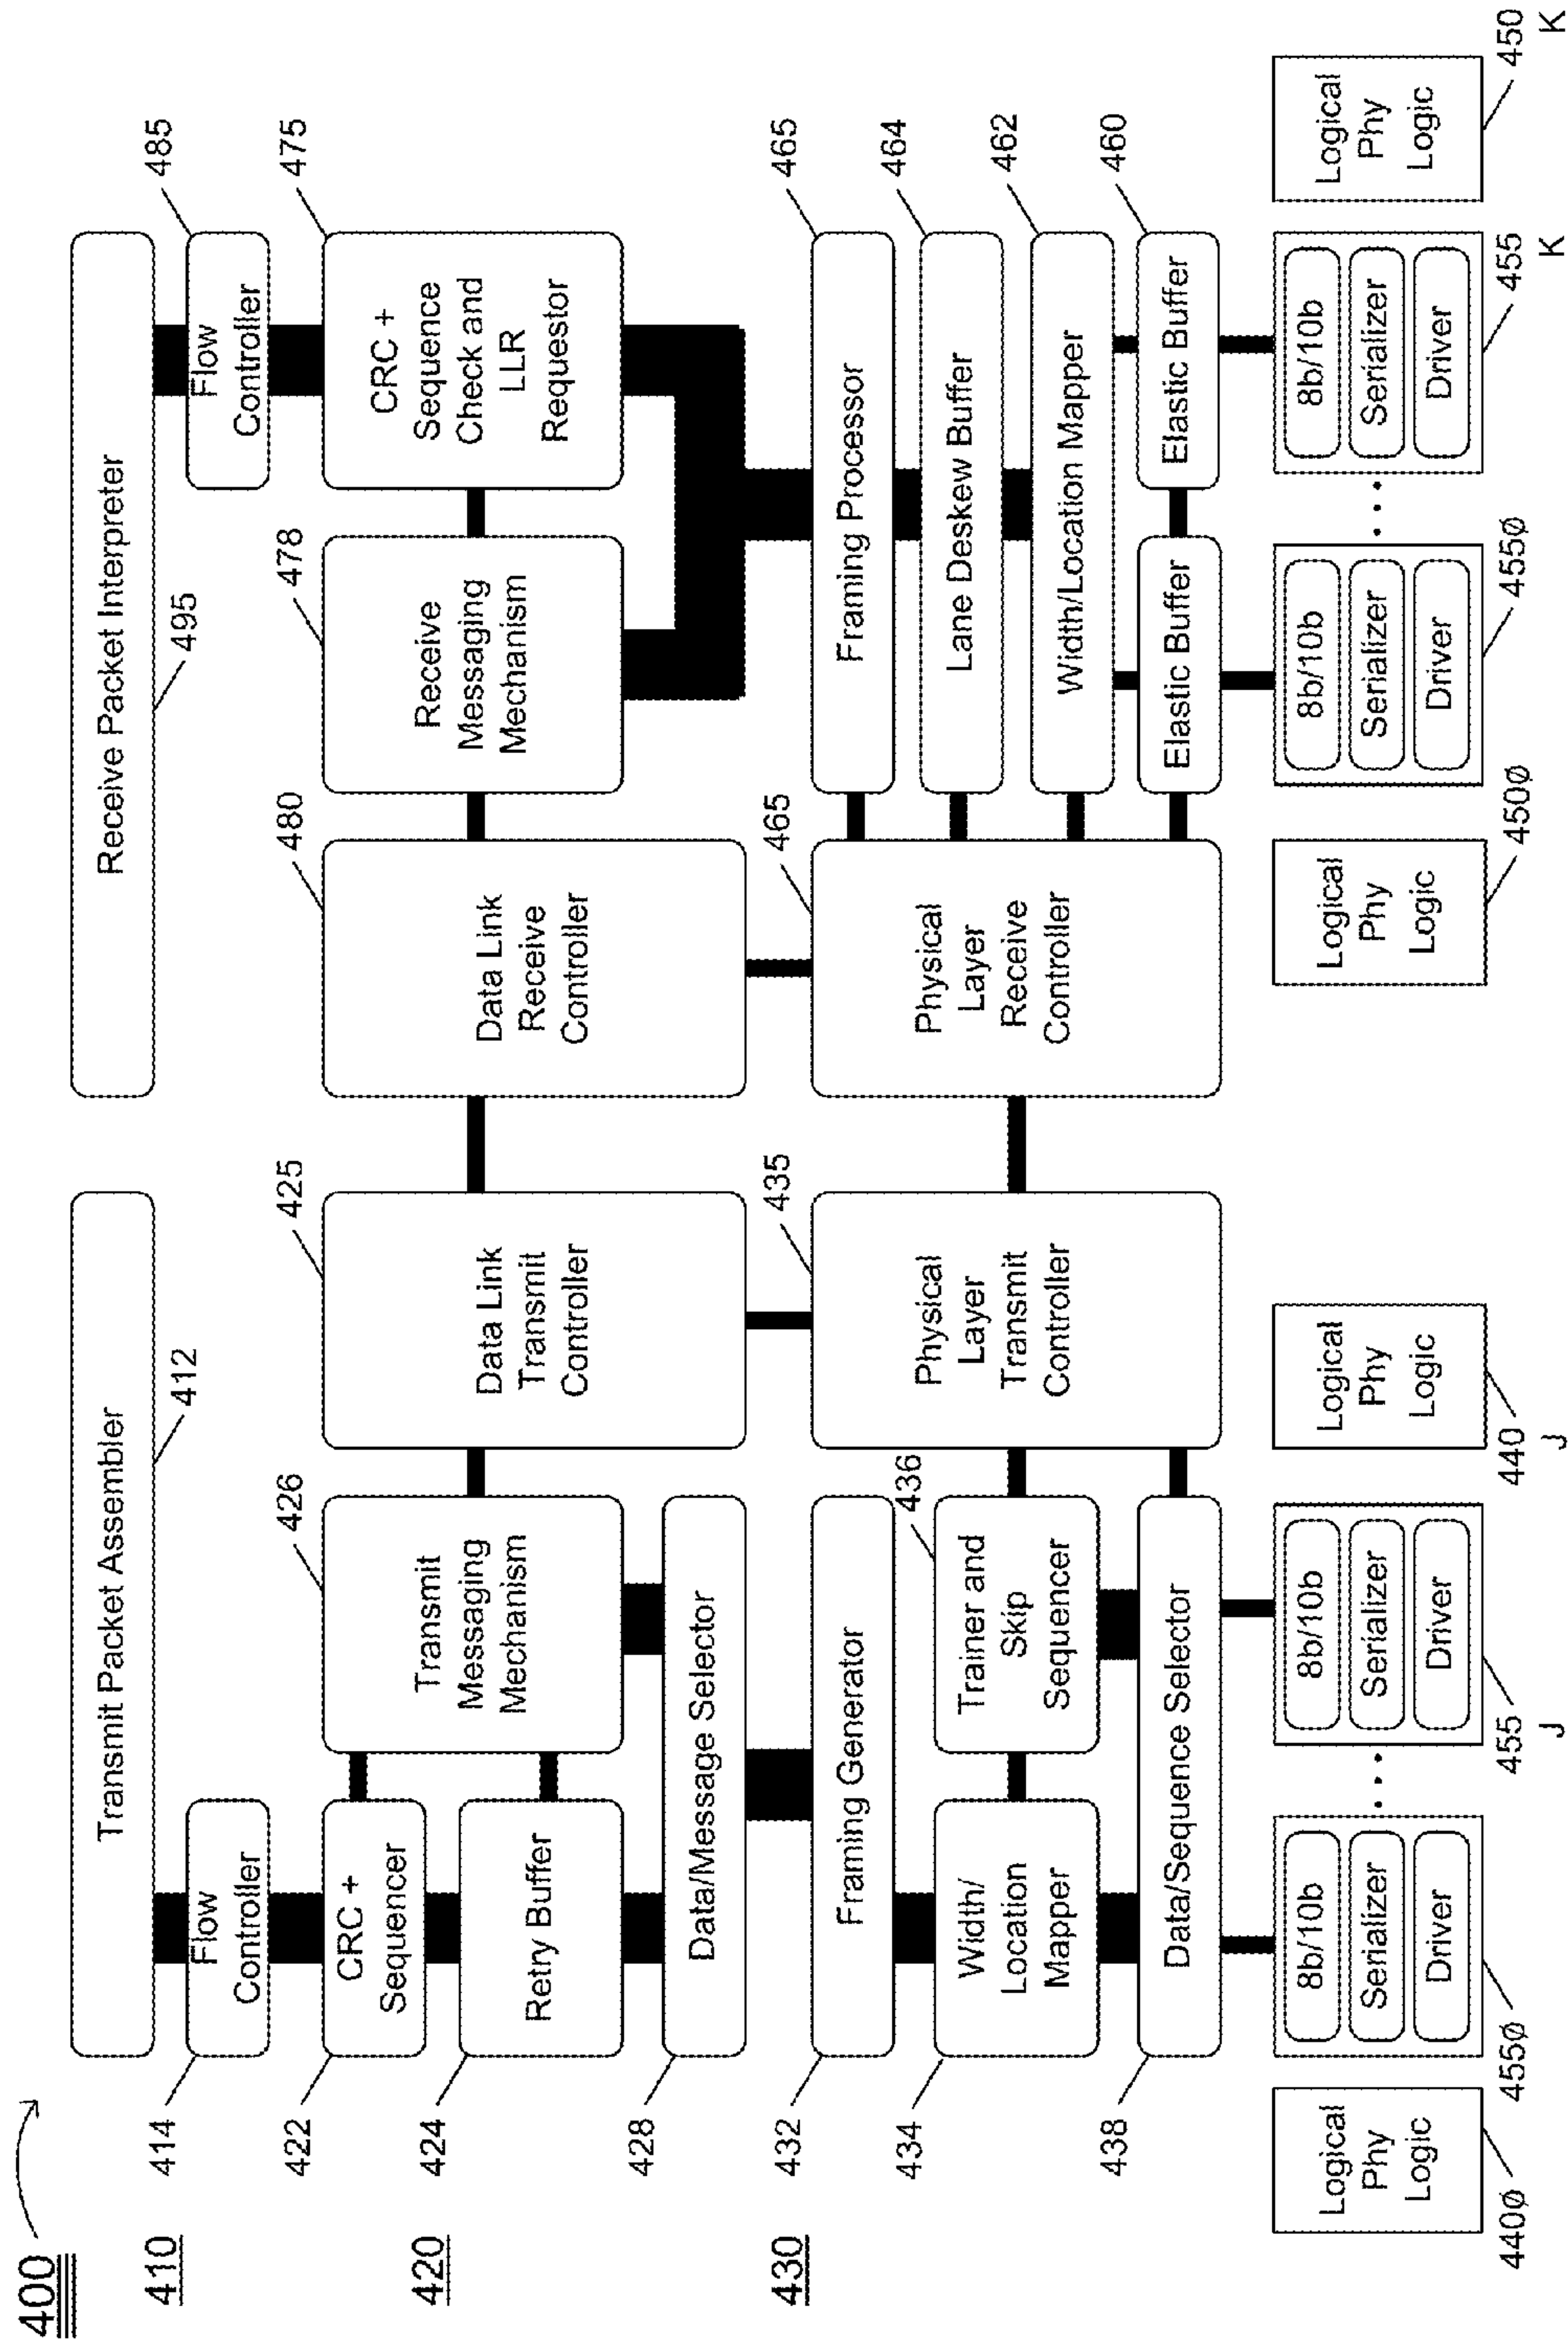 400
410
420
430
Transmit Packet Assembler
412
Receive Packet Interpreter
495
414
Flow
Controller
Flow
Controller
485
422
CRC +
Sequencer
424
Retry Buffer
426
Transmit
Messaging
Mechanism
425
Data Link
Transmit
Controller
480
Data Link
Receive
Controller
478
Receive
Messaging
Mechanism
475
CRC +
Sequence
Check and
LLR
Requestor
428
Data/Message Selector
432
Framing Generator
434
Width/
Location
Mapper
436
Trainer and
Skip
Sequencer
438
Data/Sequence Selector
435
Physical
Layer
Transmit
Controller
465
Physical
Layer
Receive
Controller
465
Framing Processor
464
Lane Deskew Buffer
462
Width/Location Mapper
460
Elastic Buffer
Elastic Buffer
Logical
Phy
Logic
440∅
8b/10b
Serializer
Driver
455∅
...
8b/10b
Serializer
Driver
455
J
Logical
Phy
Logic
440
J
Logical
Phy
Logic
450∅
8b/10b
Serializer
Driver
455∅
...
8b/10b
Serializer
Driver
455
K
Logical
Phy
Logic
450
K